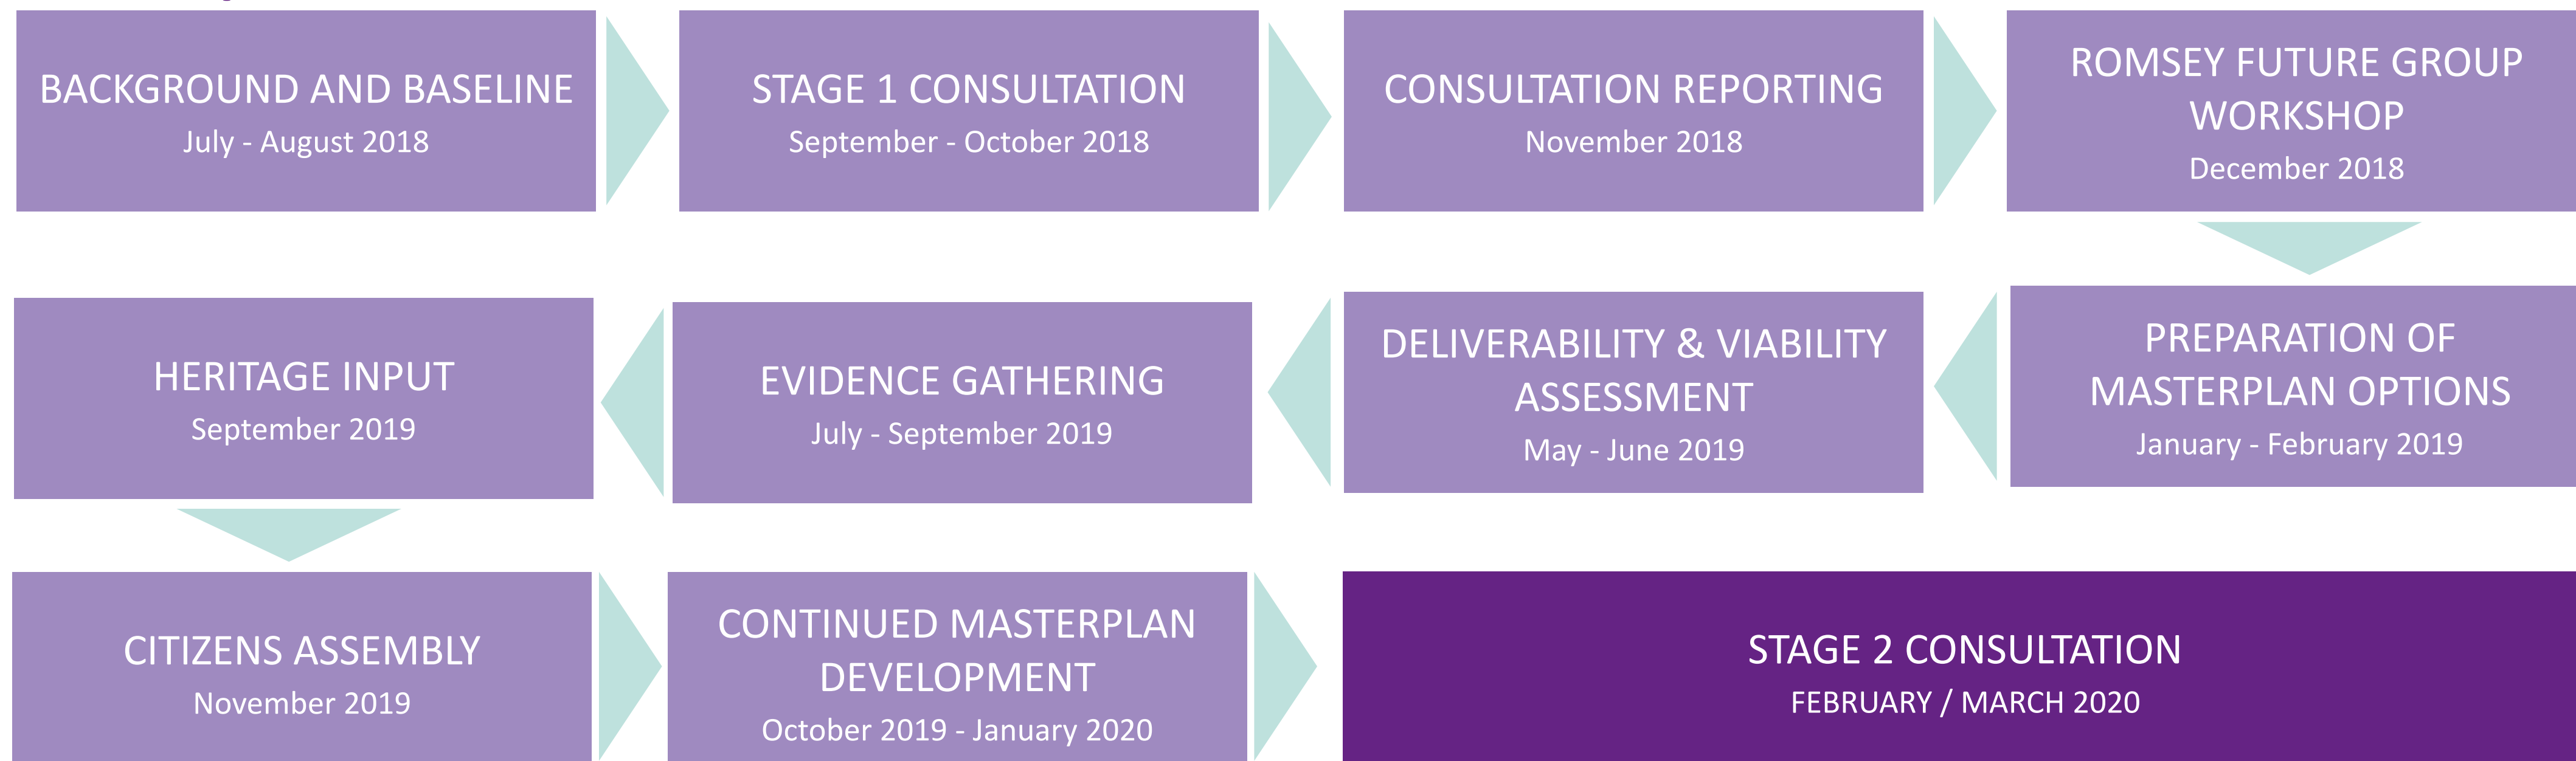 BACKGROUND AND BASELINE
July - August 2018
STAGE 1 CONSULTATION
September - October 2018
CONSULTATION REPORTING
November 2018
ROMSEY FUTURE GROUP
WORKSHOP
December 2018
PREPARATION OF
MASTERPLAN OPTIONS
January - February 2019
DELIVERABILITY & VIABILITY
ASSESSMENT
May - June 2019
EVIDENCE GATHERING
July - September 2019
HERITAGE INPUT
September 2019
CITIZENS ASSEMBLY
November 2019
CONTINUED MASTERPLAN
DEVELOPMENT
October 2019 - January 2020
STAGE 2 CONSULTATION
FEBRUARY / MARCH 2020